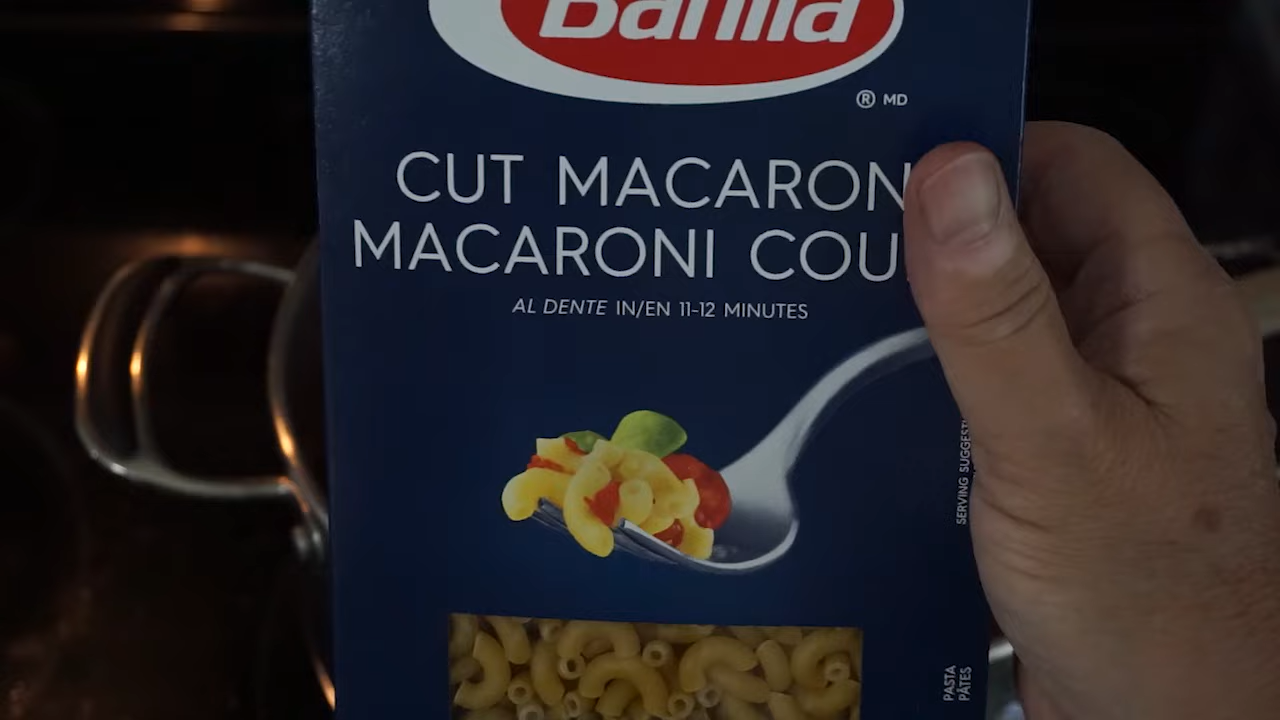 Barilla
® MD
CUT MACARON
MACARONI COU
AL DENTE IN/EN 11-12 MINUTES
SERVING SUGGEST
PASTA
PÂTES